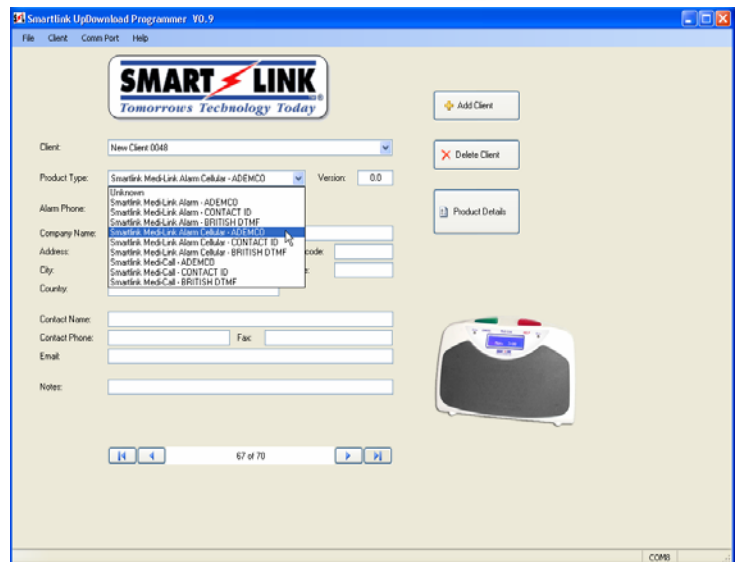 Smartlink UpDownload Programmer V0.9
File Client Comm Port Help
SMART LINK
®
Tomorrows Technology Today
Add Client
Client: New Client 0048
Delete Client
Product Type: Smartlink Medi-Link Alarm Cellular - ADEMCO Version: 0.0
Unknown
Smartlink Medi-Link Alarm - ADEMCO
Alarm Phone: Smartlink Medi-Link Alarm - CONTACT ID
Product Details
Smartlink Medi-Link Alarm - BRITISH DTMF
Company Name: Smartlink Medi-Link Alarm Cellular - ADEMCO
Smartlink Medi-Link Alarm Cellular - CONTACT ID
Address: Smartlink Medi-Link Alarm Cellular - BRITISH DTMF code:
Smartlink Medi-Call - ADEMCO
City: Smartlink Medi-Call - CONTACT ID
Smartlink Medi-Call - BRITISH DTMF
Country:
Contact Name:
Contact Phone: Fax:
Email:
Notes:
67 of 70
COM8